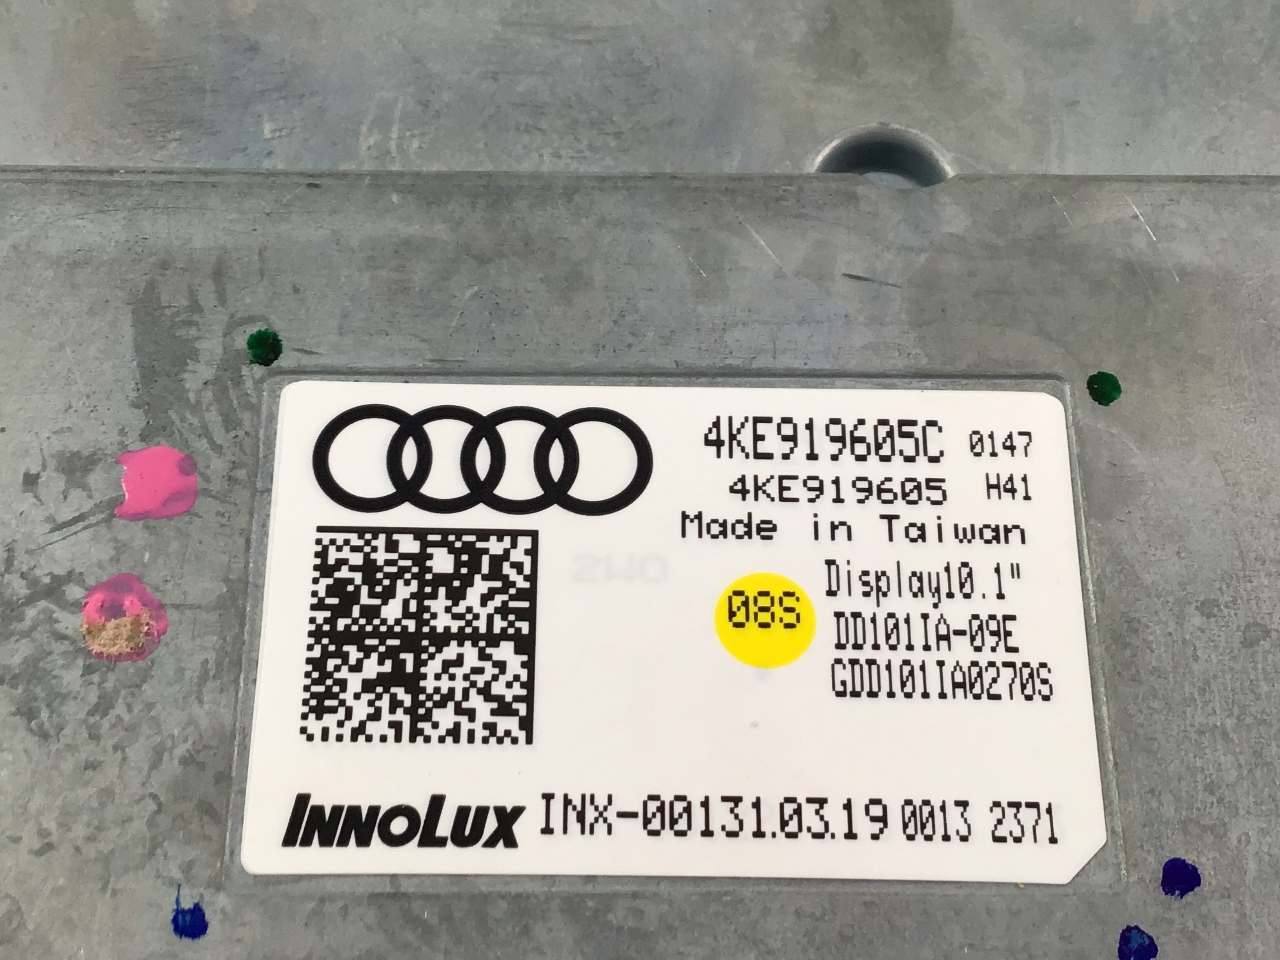 4KE919605C 0147
4KE919605 H41
Made in Taiwan
Display10.1"
08S
DD101IA-09E
GDD101IA0270S
INNOLUX INX-00131.03.19 0013 2371